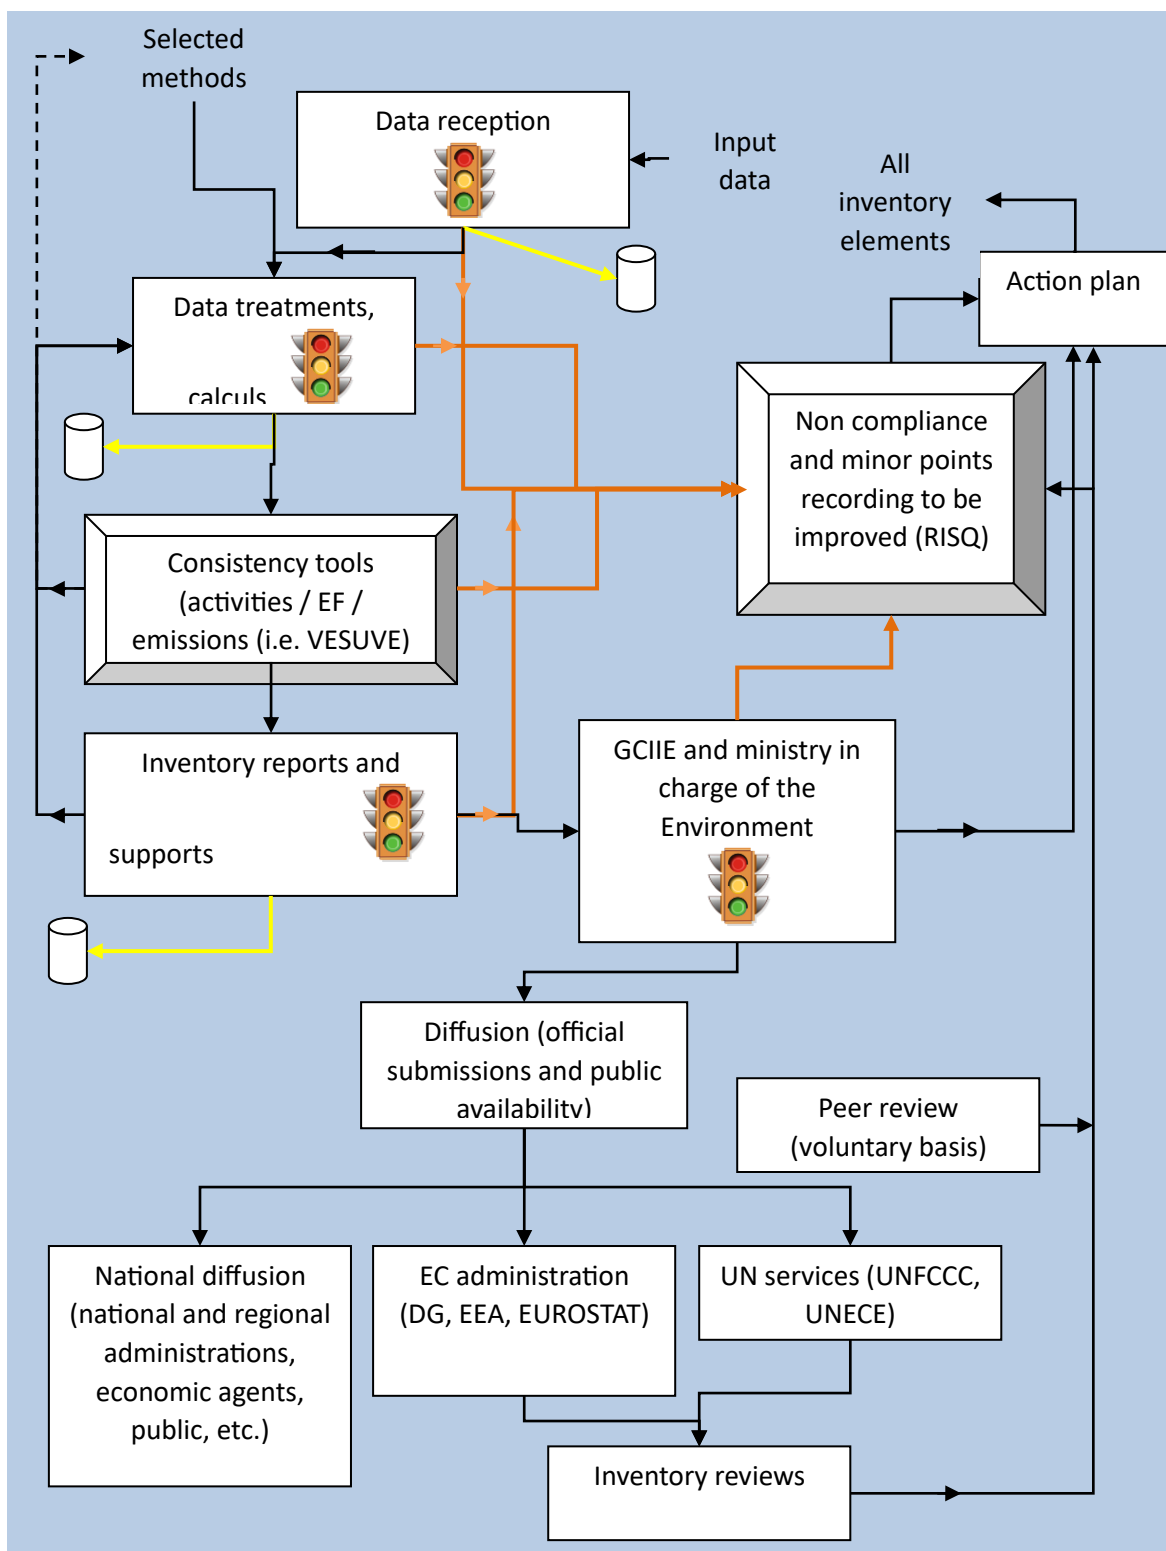 Selected
methods
Data reception
Input
data
All
inventory
elements
Action plan
Data treatments,
calculs
Non compliance
and minor points
recording to be
improved (RISQ)
Consistency tools
(activities / EF /
emissions (i.e. VESUVE)
Inventory reports and
supports
GCIIE and ministry in
charge of the
Environment
Diffusion (official
submissions and public
availability)
Peer review
(voluntary basis)
National diffusion
(national and regional
administrations,
economic agents,
public, etc.)
EC administration
(DG, EEA, EUROSTAT)
UN services (UNFCCC,
UNECE)
Inventory reviews